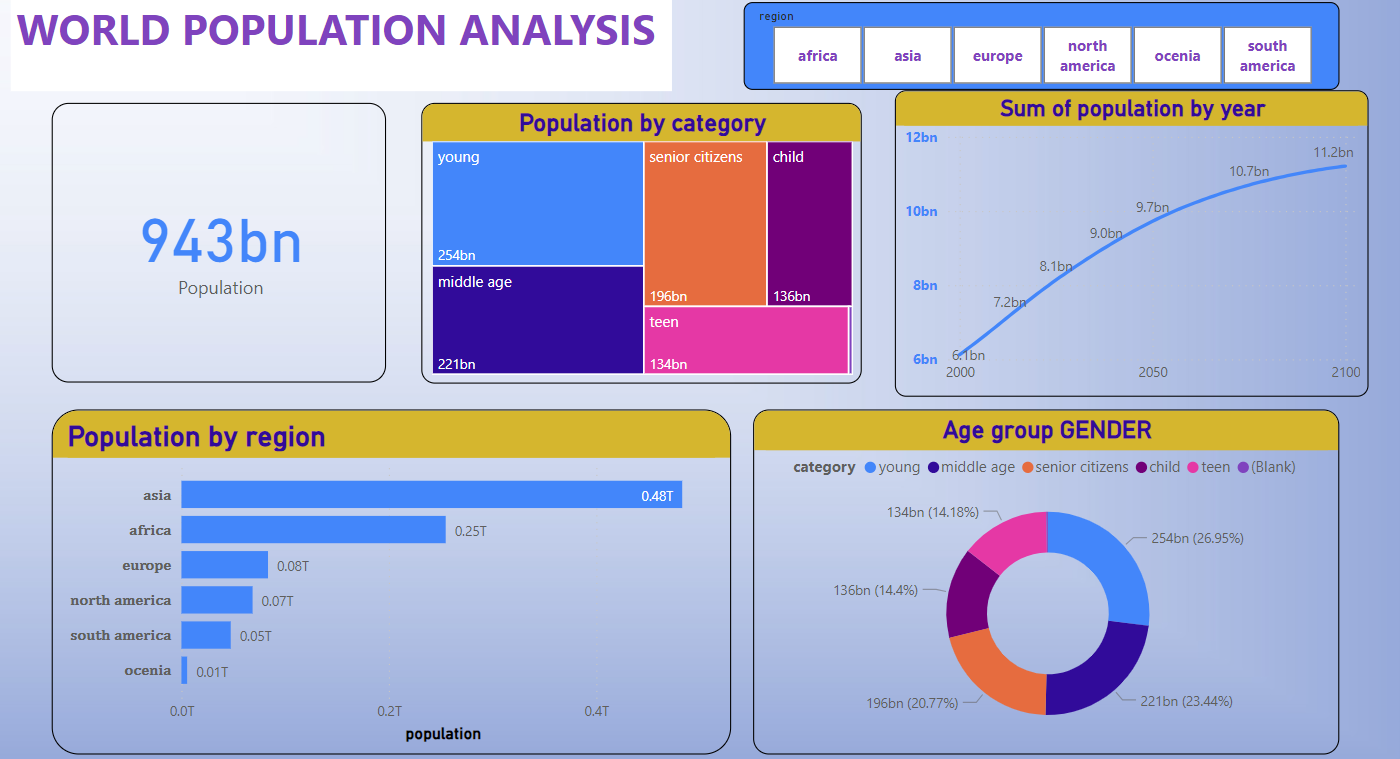 WORLD POPULATION ANALYSIS
region
africa
asia
europe
north
america
ocenia
south
america
943bn
Population
Population by category
young
254bn
middle age
221bn
senior citizens
196bn
child
136bn
teen
134bn
Sum of population by year
12bn
10bn
8bn
6bn
6.1bn
7.2bn
8.1bn
9.0bn
9.7bn
10.7bn
11.2bn
2000
2050
2100
Population by region
asia
0.48T
africa
0.25T
europe
0.08T
north america
0.07T
south america
0.05T
ocenia
0.01T
0.0T
0.2T
0.4T
population
Age group GENDER
category young middle age senior citizens child teen (Blank)
134bn (14.18%)
254bn (26.95%)
136bn (14.4%)
196bn (20.77%)
221bn (23.44%)